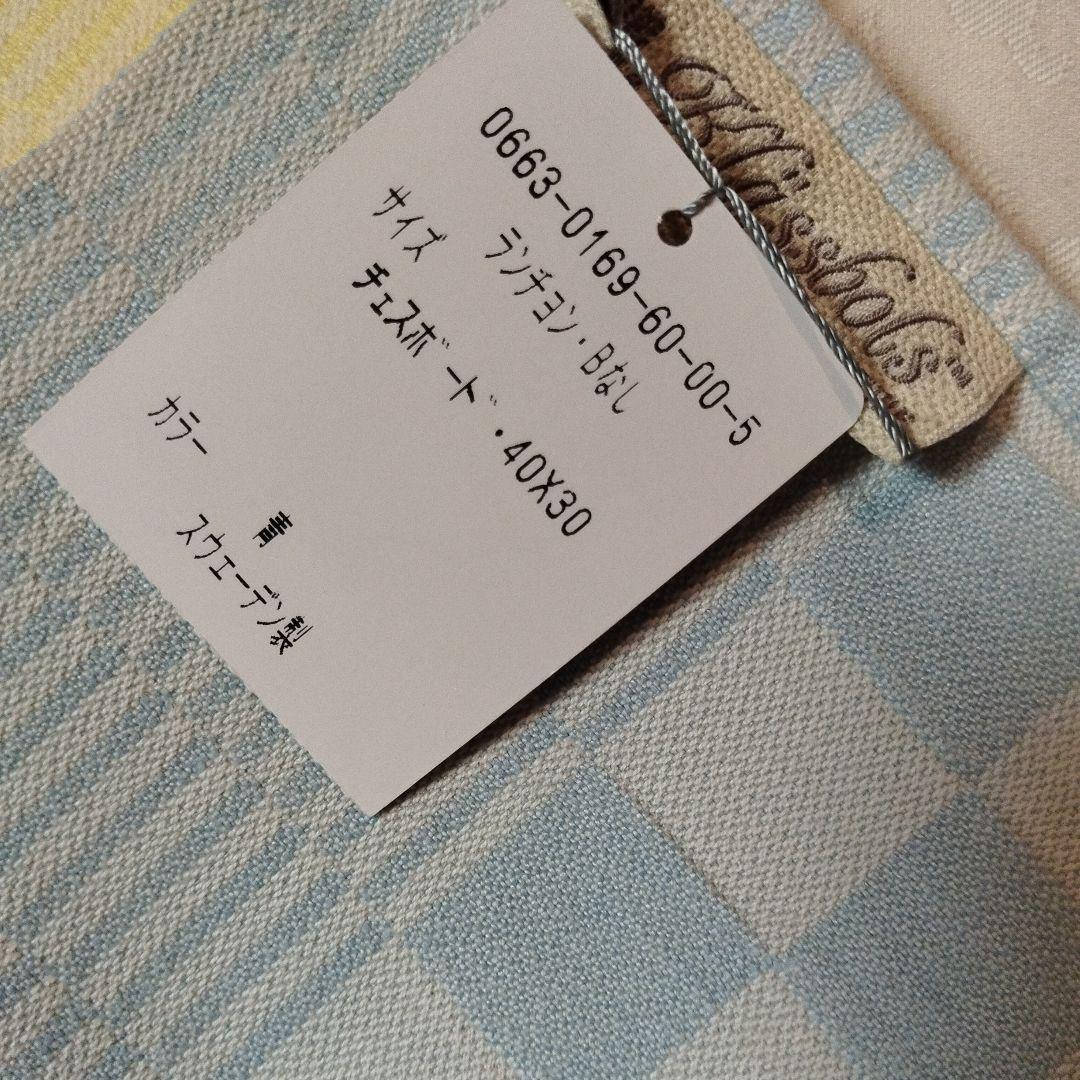 Klässbols™
0663-0169-60-00-5
ランチョン・Bなし
サイズ
チェスボード・40X30
カラー
青
スウェーデン製